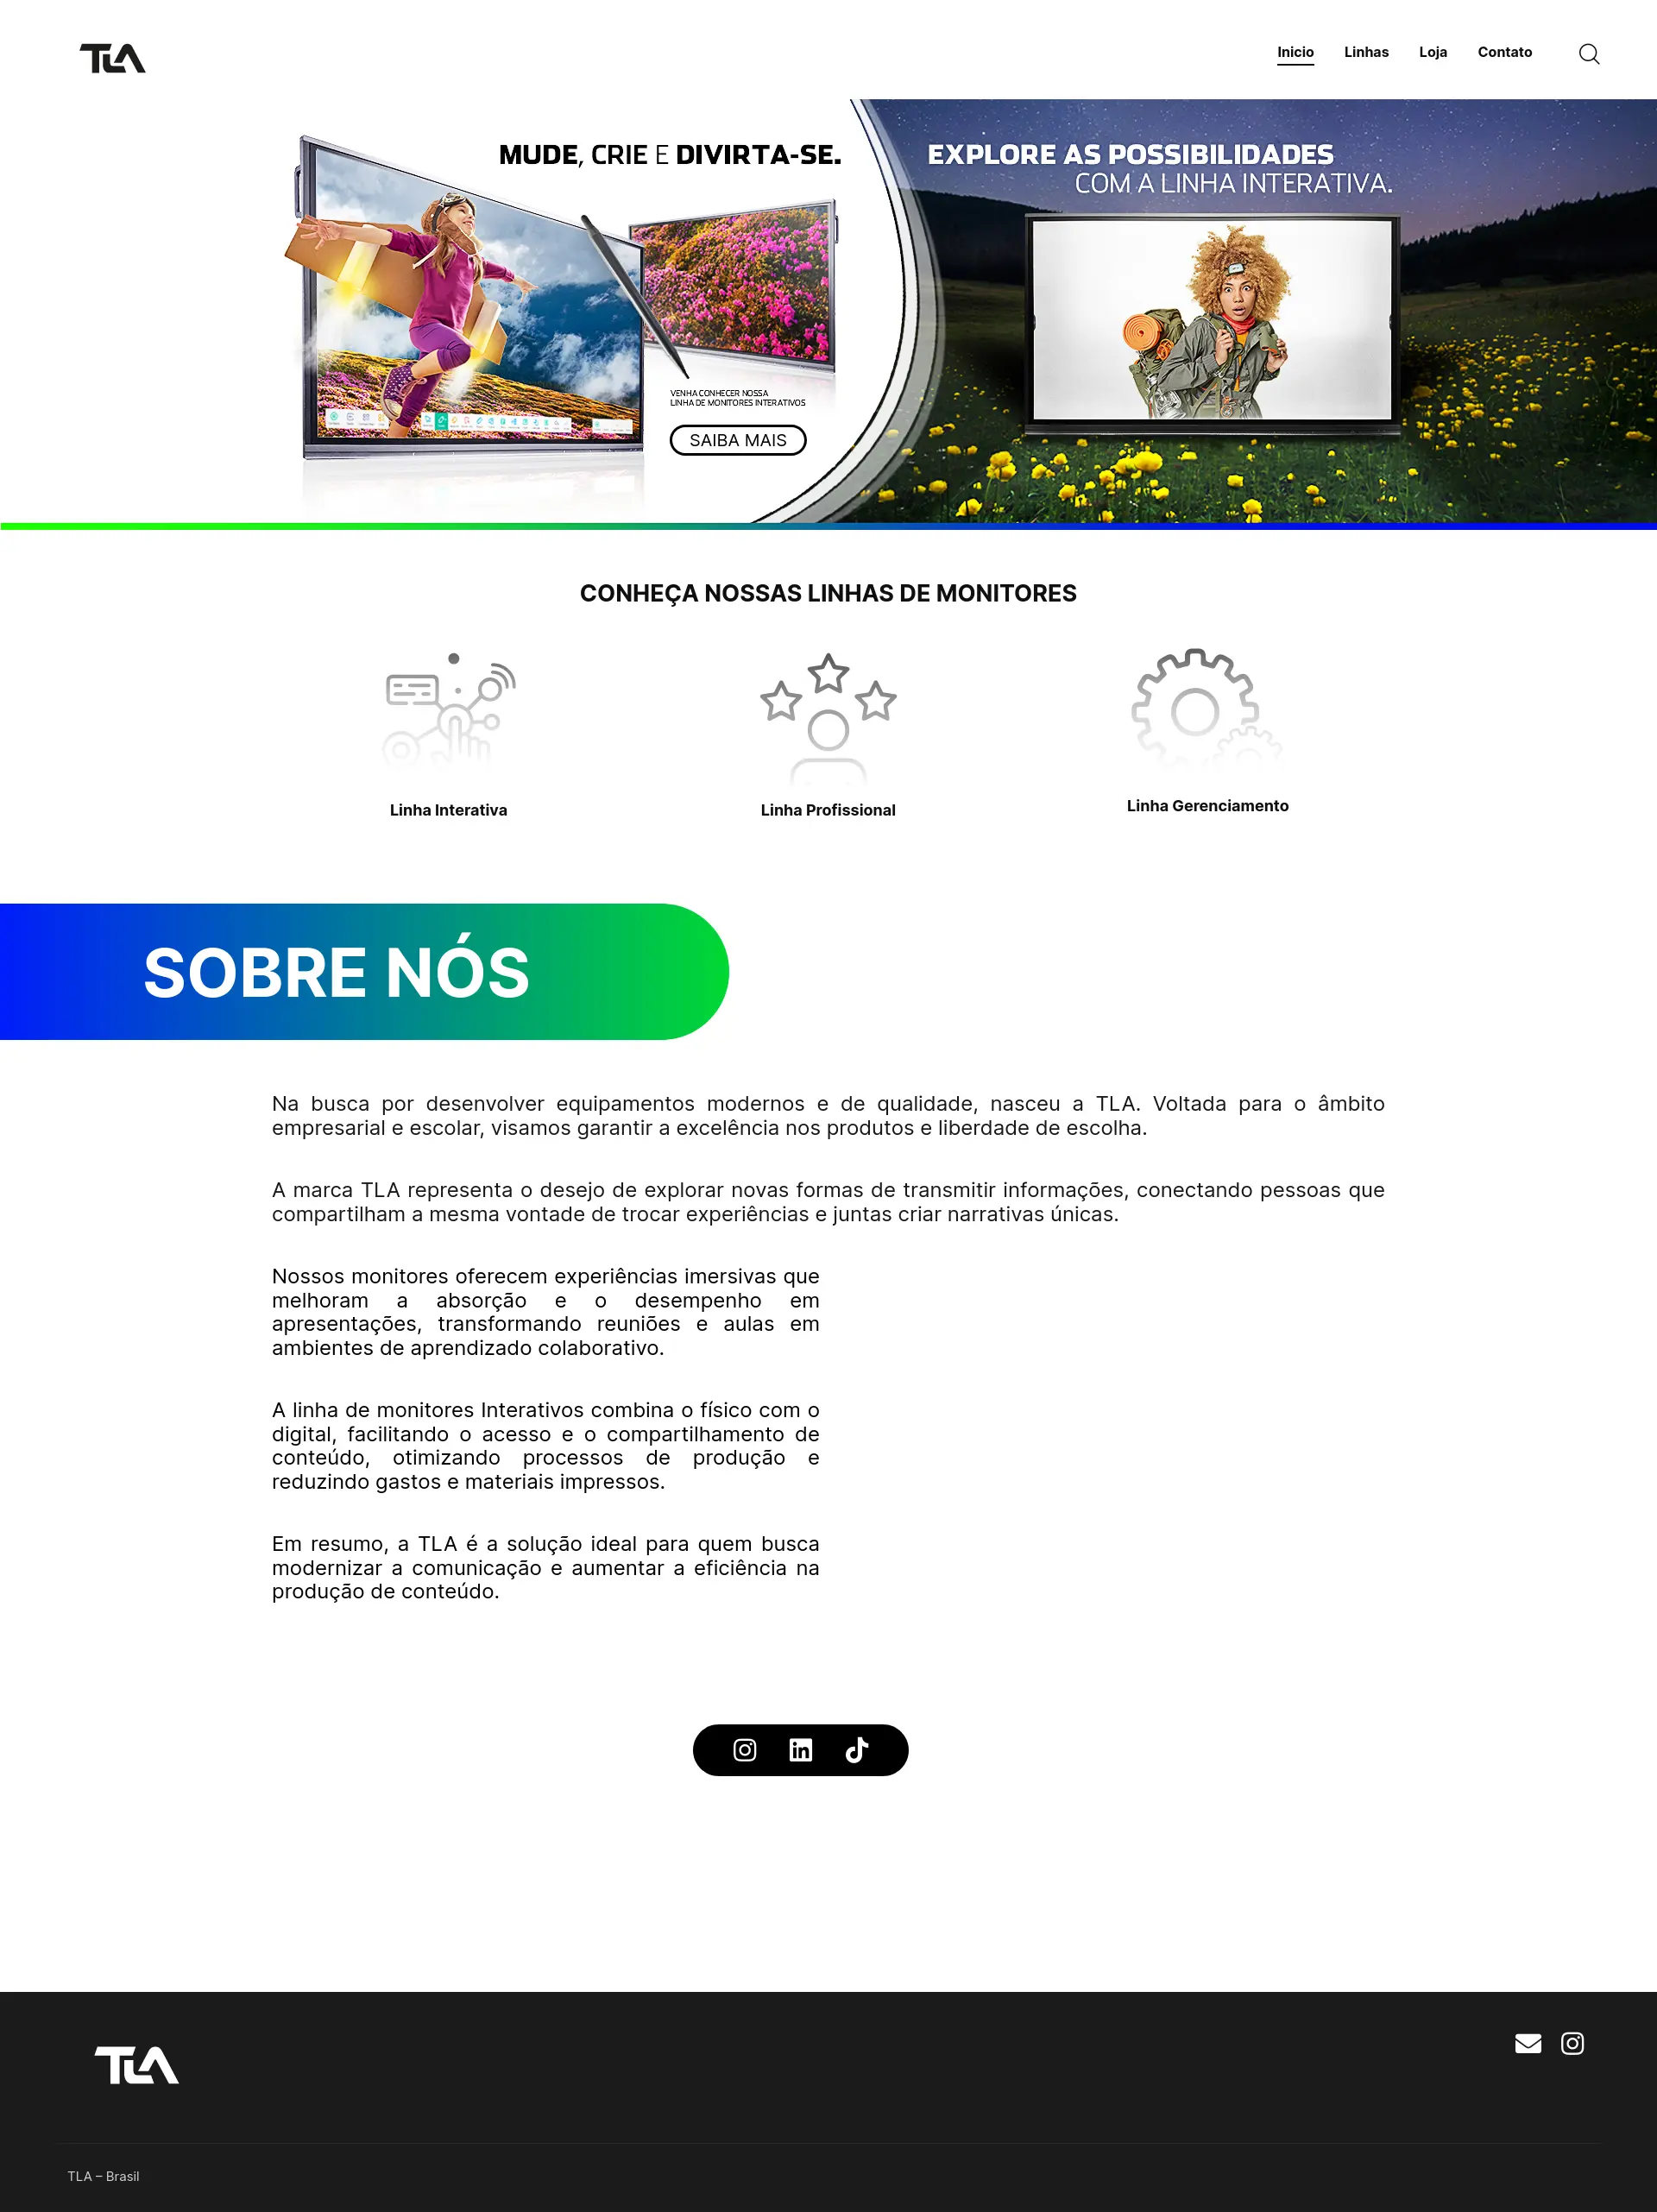 TLA
Inicio Linhas Loja Contato
MUDE, CRIE E DIVIRTA-SE.
VENHA CONHECER NOSSA
LINHA DE MONITORES INTERATIVOS
SAIBA MAIS
EXPLORE AS POSSIBILIDADES
COM A LINHA INTERATIVA.
CONHEÇA NOSSAS LINHAS DE MONITORES
Linha Interativa
Linha Profissional
Linha Gerenciamento
SOBRE NÓS
Na busca por desenvolver equipamentos modernos e de qualidade, nasceu a TLA. Voltada para o âmbito
empresarial e escolar, visamos garantir a excelência nos produtos e liberdade de escolha.
A marca TLA representa o desejo de explorar novas formas de transmitir informações, conectando pessoas que
compartilham a mesma vontade de trocar experiências e juntas criar narrativas únicas.
Nossos monitores oferecem experiências imersivas que
melhoram a absorção e o desempenho em
apresentações, transformando reuniões e aulas em
ambientes de aprendizado colaborativo.
A linha de monitores Interativos combina o físico com o
digital, facilitando o acesso e o compartilhamento de
conteúdo, otimizando processos de produção e
reduzindo gastos e materiais impressos.
Em resumo, a TLA é a solução ideal para quem busca
modernizar a comunicação e aumentar a eficiência na
produção de conteúdo.
TLA
TLA – Brasil